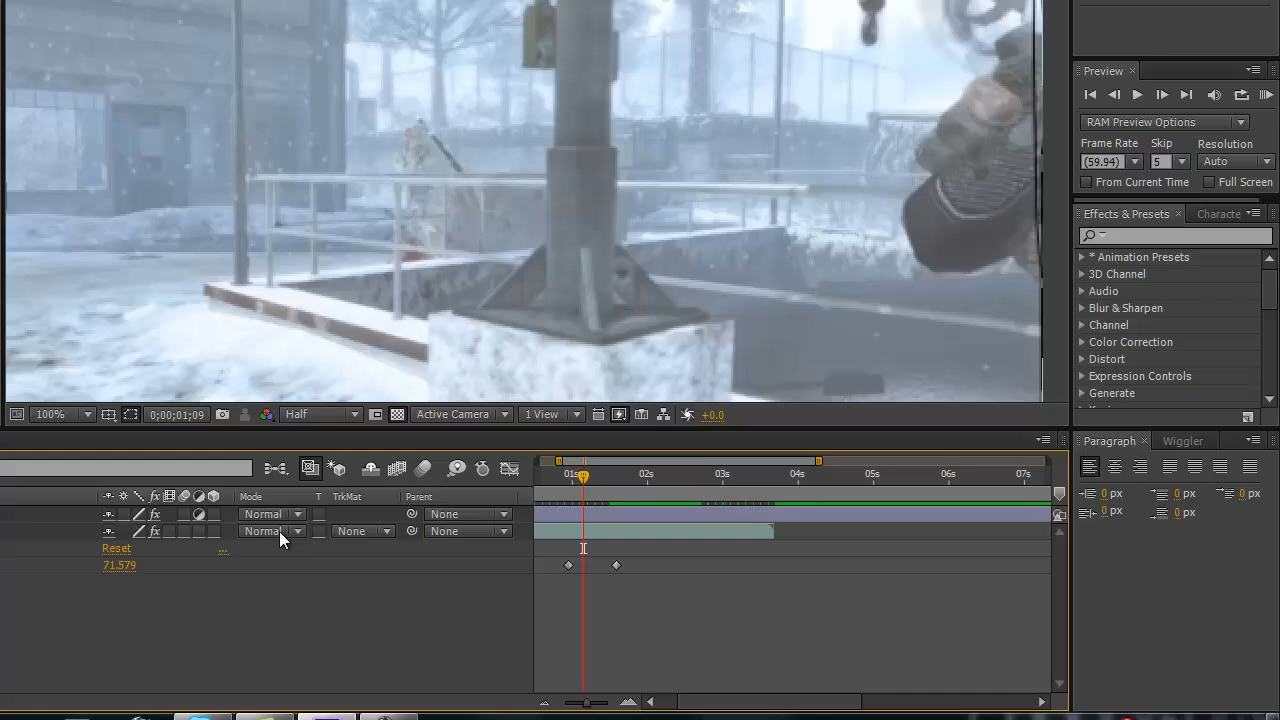 Preview
RAM Preview Options
Frame Rate Skip Resolution
(59.94) 5 Auto
From Current Time Full Screen
Effects & Presets Characte
* Animation Presets
3D Channel
Audio
Blur & Sharpen
Channel
Color Correction
Distort
Expression Controls
Generate
100% 0;00;01;09 Half Active Camera 1 View +0.0
Paragraph Wiggler
01s 02s 03s 04s 05s 06s 07s
fx Mode T TrkMat Parent
fx Normal None
fx Normal None None
Reset ...
71.579
0 px 0 px 0 px
0 px 0 px